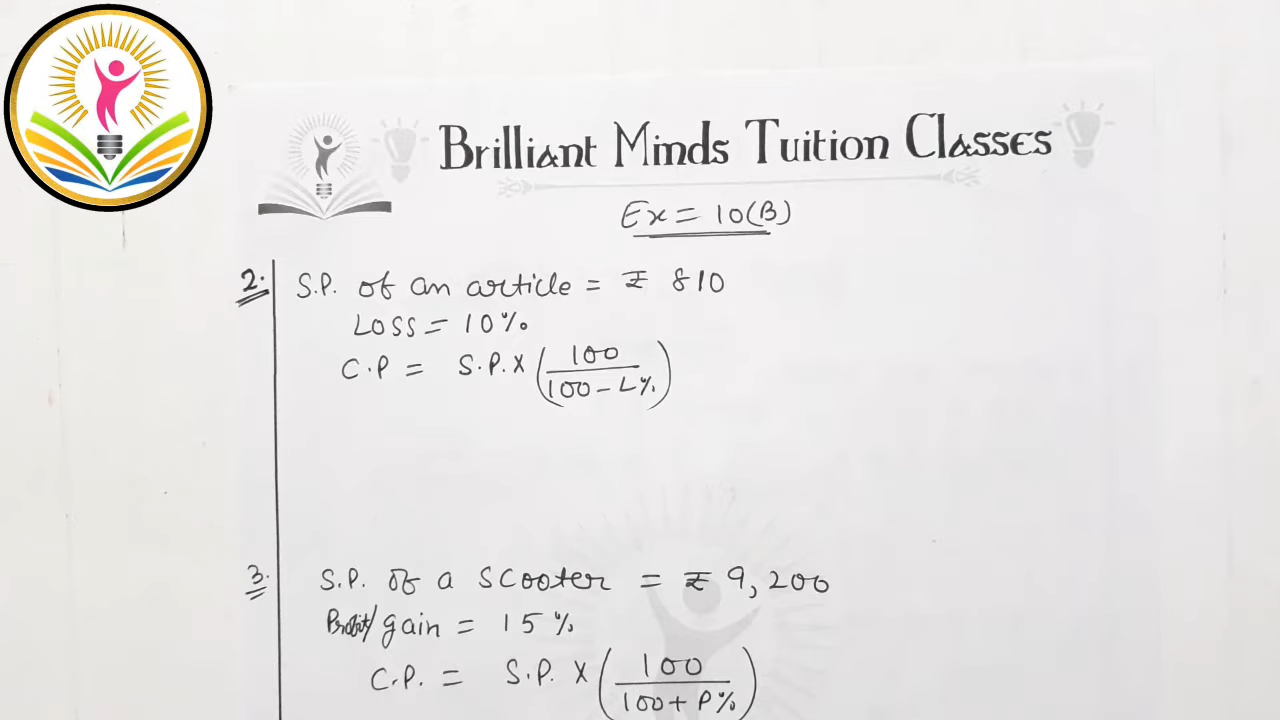 Brilliant Minds Tuition Classes
Ex = 10(B)
2. S.P. of an article = ₹ 810
Loss = 10%
C.P = S.P. × (100 / 100 - L%)
3. S.P. of a scooter = ₹ 9,200
Profit/gain = 15%
C.P. = S.P. × (100 / 100 + P%)